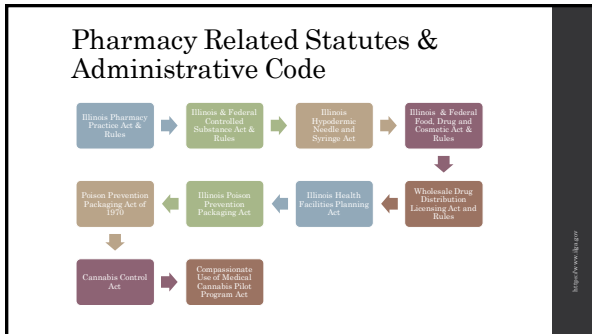 Pharmacy Related Statutes &
Administrative Code
Illinois Pharmacy
Practice Act & Rules
Illinois & Federal
Controlled
Substance Act &
Rules
Illinois
Hypodermic
Needle and
Syringe Act
Illinois & Federal
Food, Drug and
Cosmetic Act &
Rules
Wholesale Drug
Distribution
Licensing Act and
Rules
Illinois Health
Facilities Planning
Act
Illinois Poison
Prevention
Packaging Act
Poison Prevention
Packaging Act of
1970
Cannabis Control
Act
Compassionate
Use of Medical
Cannabis Pilot
Program Act
https://www.ilga.gov